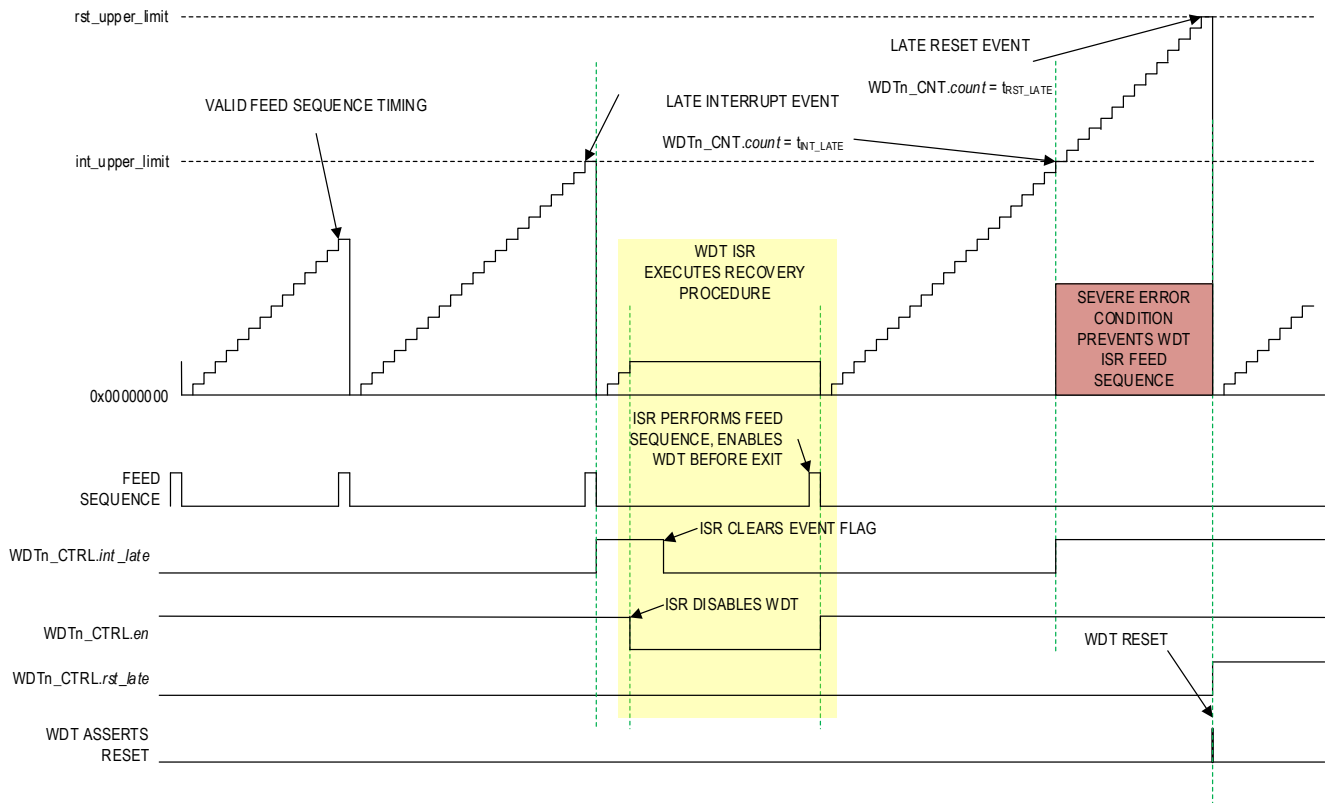 rst_upper_limit
LATE RESET EVENT
WDTn_CNT.count = tRST_LATE
VALID FEED SEQUENCE TIMING
LATE INTERRUPT EVENT
WDTn_CNT.count = tINT_LATE
int_upper_limit
WDT ISR
EXECUTES RECOVERY
PROCEDURE
SEVERE ERROR
CONDITION
PREVENTS WDT
ISR FEED
SEQUENCE
0x00000000
ISR PERFORMS FEED
SEQUENCE, ENABLES
WDT BEFORE EXIT
FEED
SEQUENCE
ISR CLEARS EVENT FLAG
WDTn_CTRL.int_late
ISR DISABLES WDT
WDTn_CTRL.en
WDT RESET
WDTn_CTRL.rst_late
WDT ASSERTS
RESET